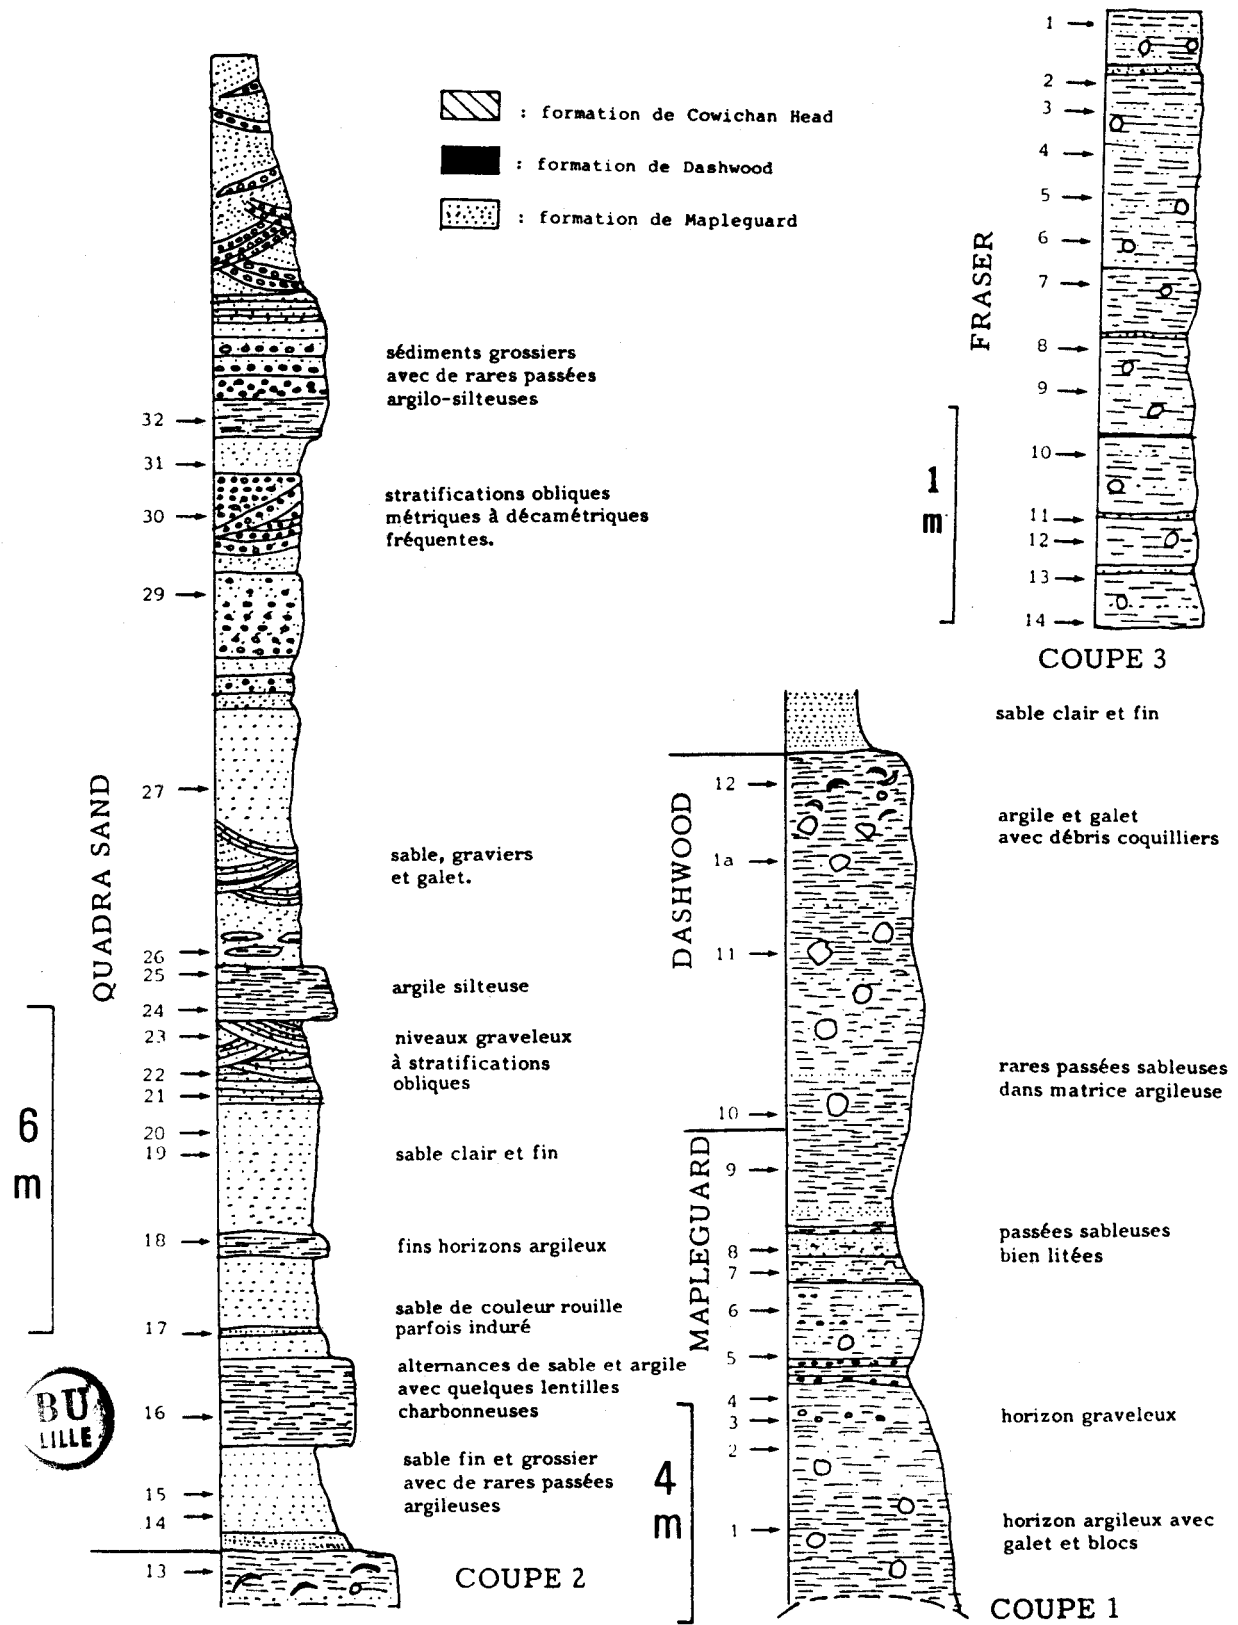 : formation de Cowichan Head
: formation de Dashwood
: formation de Mapleguard
QUADRA SAND
32
31
30
29
27
26
25
24
23
22
21
20
19
18
17
16
15
14
13
sédiments grossiers
avec de rares passées
argilo-silteuses
stratifications obliques
métriques à décamétriques
fréquentes.
sable, graviers
et galet.
argile silteuse
niveaux graveleux
à stratifications
obliques
sable clair et fin
fins horizons argileux
sable de couleur rouille
parfois induré
alternances de sable et argile
avec quelques lentilles
charbonneuses
sable fin et grossier
avec de rares passées
argileuses
6
m
BU
LILLE
COUPE 2
FRASER
1
2
3
4
5
6
7
8
9
10
11
12
13
14
1
m
COUPE 3
DASHWOOD
MAPLEGUARD
12
1a
11
10
9
8
7
6
5
4
3
2
1
sable clair et fin
argile et galet
avec débris coquilliers
rares passées sableuses
dans matrice argileuse
passées sableuses
bien litées
horizon graveleux
horizon argileux avec
galet et blocs
4
m
COUPE 1